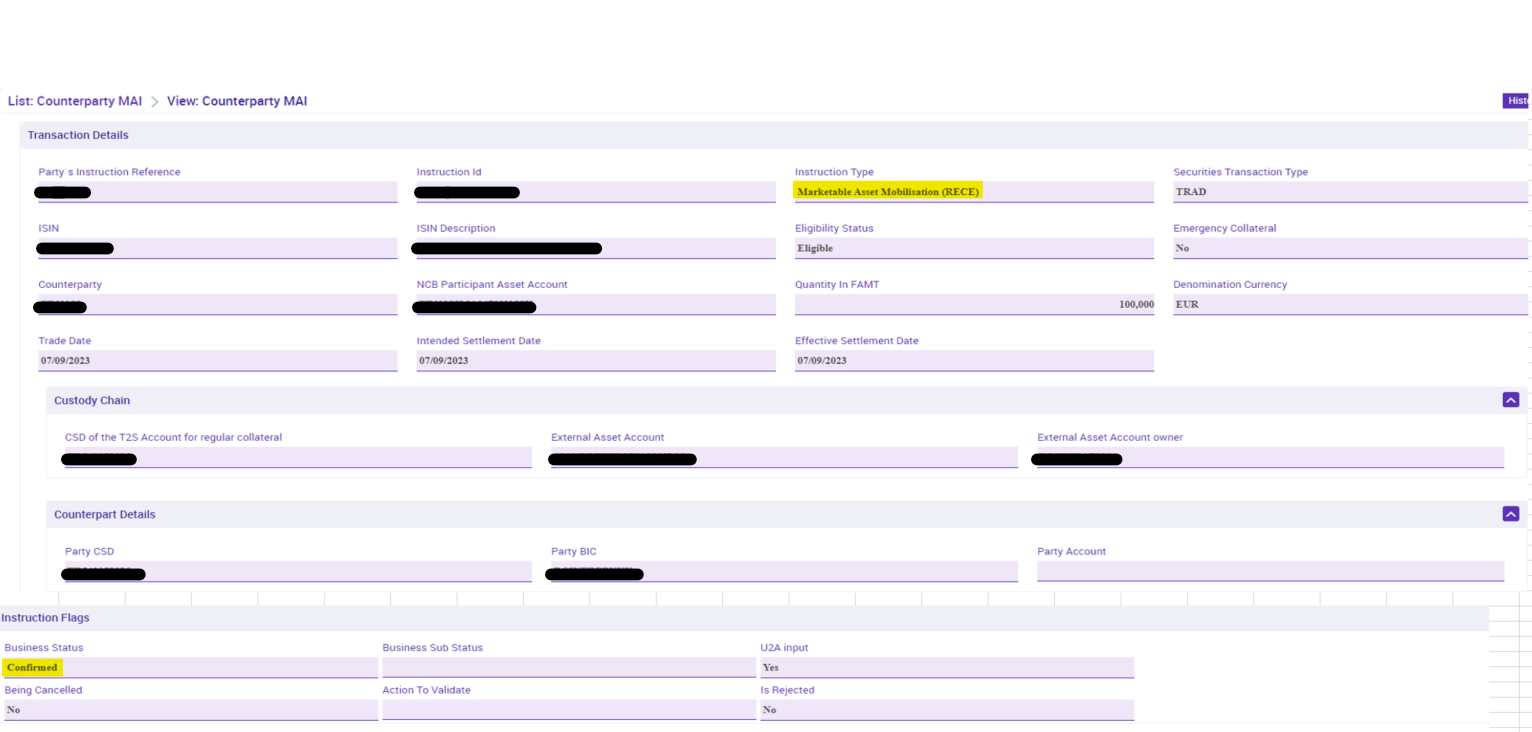 List: Counterparty MAI > View: Counterparty MAI
Transaction Details
Party s Instruction Reference
Instruction Id
Instruction Type
Securities Transaction Type
Marketable Asset Mobilisation (RECE)
TRAD
ISIN
ISIN Description
Eligibility Status
Emergency Collateral
Eligible
No
Counterparty
NCB Participant Asset Account
Quantity In FAMT
Denomination Currency
100,000
EUR
Trade Date
Intended Settlement Date
Effective Settlement Date
07/09/2023
07/09/2023
07/09/2023
Custody Chain
CSD of the T2S Account for regular collateral
External Asset Account
External Asset Account owner
Counterpart Details
Party CSD
Party BIC
Party Account
Instruction Flags
Business Status
Business Sub Status
U2A input
Confirmed
Yes
Being Cancelled
Action To Validate
Is Rejected
No
No